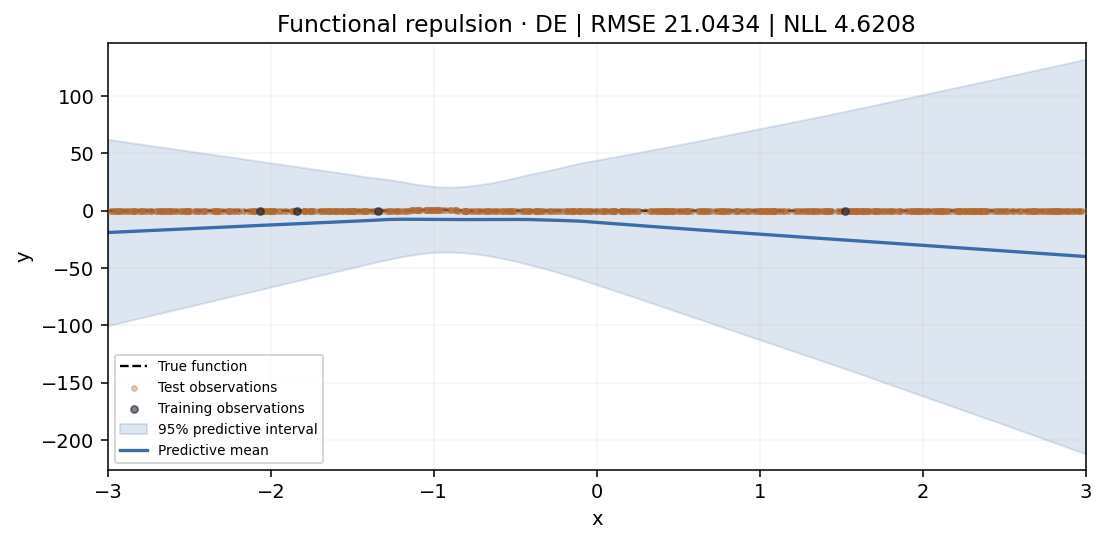 Functional repulsion · DE | RMSE 21.0434 | NLL 4.6208
y
100
50
0
−50
−100
−150
−200
True function
Test observations
Training observations
95% predictive interval
Predictive mean
−3 −2 −1 0 1 2 3
x